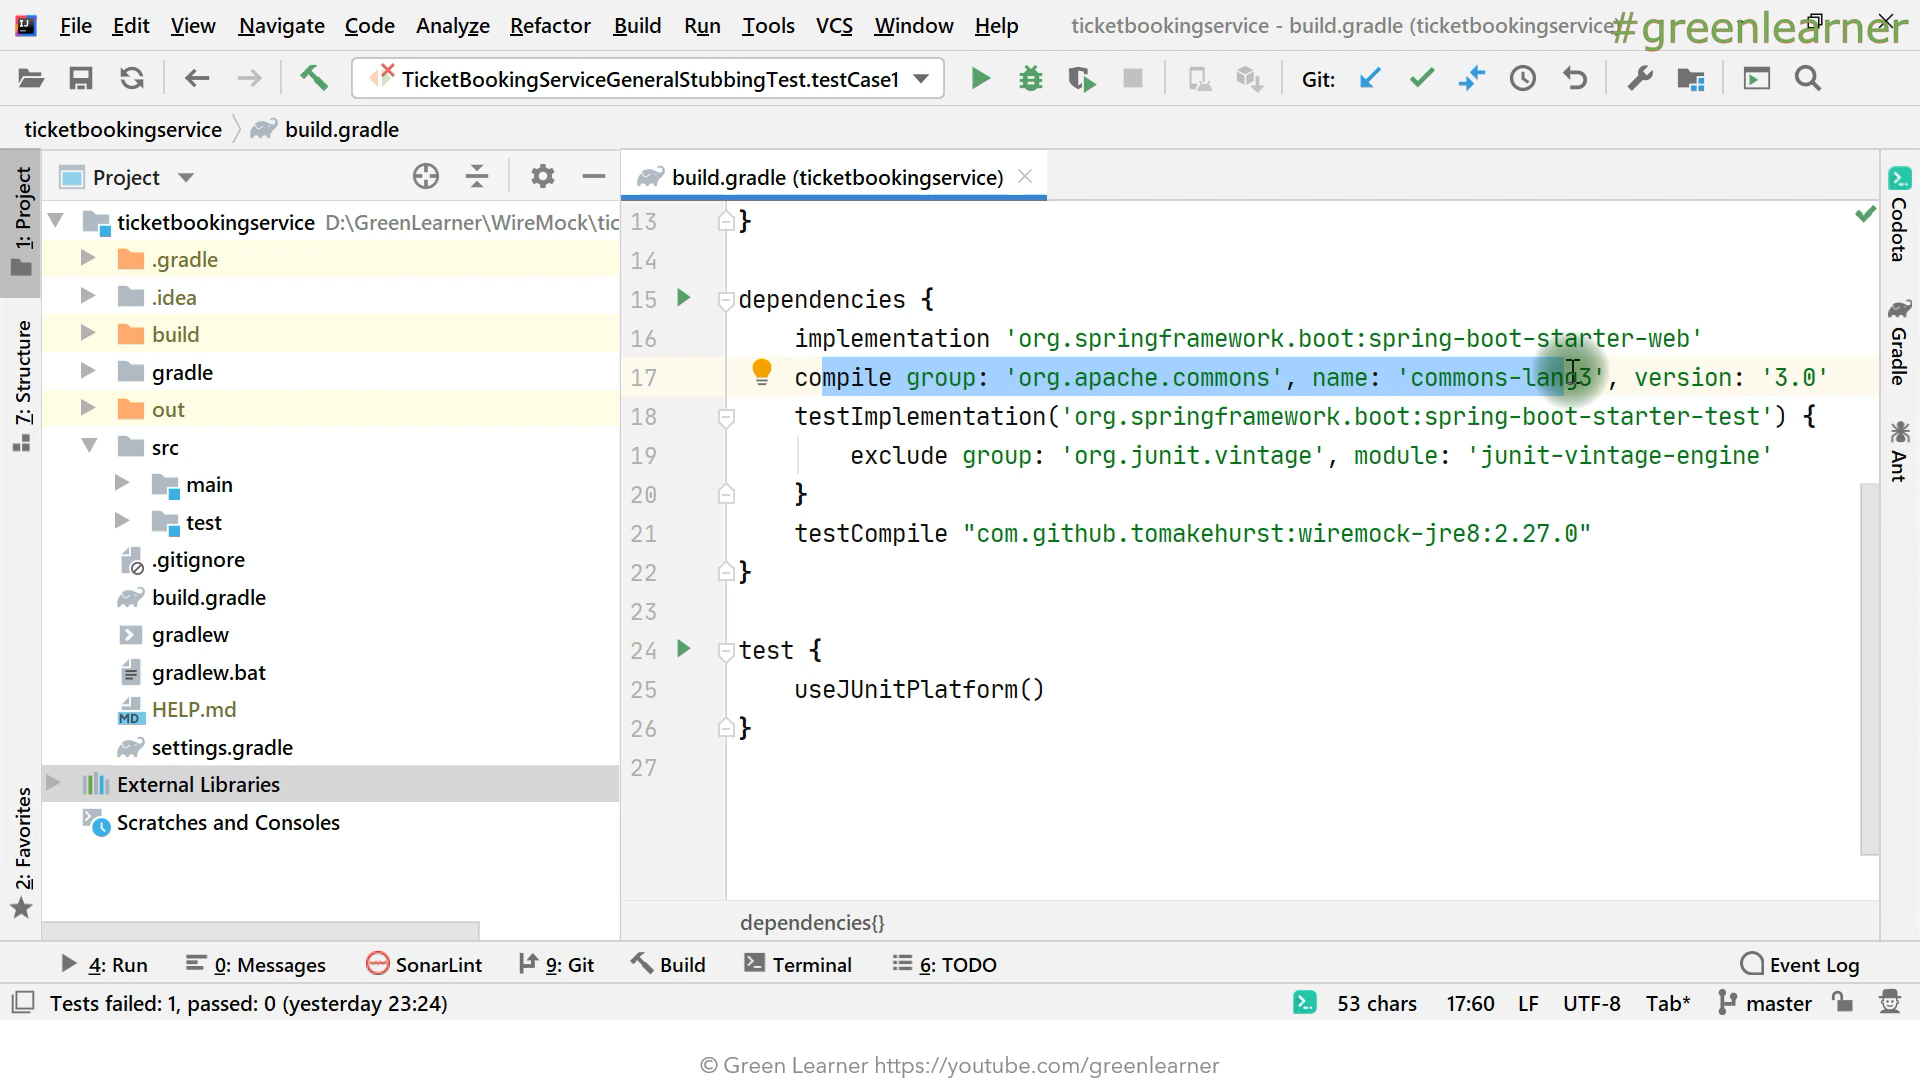 File Edit View Navigate Code Analyze Refactor Build Run Tools VCS Window Help ticketbookingservice - build.gradle (ticketbookingservice
#greenlearner
TicketBookingServiceGeneralStubbingTest.testCase1 Git:
ticketbookingservice build.gradle
Project
build.gradle (ticketbookingservice)
1: Project
7: Structure
2: Favorites
ticketbookingservice D:\GreenLearner\WireMock\tic
.gradle
.idea
build
gradle
out
src
main
test
.gitignore
build.gradle
gradlew
gradlew.bat
MD HELP.md
settings.gradle
External Libraries
Scratches and Consoles
13 }
14
15 dependencies {
16 implementation 'org.springframework.boot:spring-boot-starter-web'
17 compile group: 'org.apache.commons', name: 'commons-lang3', version: '3.0'
18 testImplementation('org.springframework.boot:spring-boot-starter-test') {
19 exclude group: 'org.junit.vintage', module: 'junit-vintage-engine'
20 }
21 testCompile "com.github.tomakehurst:wiremock-jre8:2.27.0"
22 }
23
24 test {
25 useJUnitPlatform()
26 }
27
dependencies{}
Codota
Gradle
Ant
4: Run 0: Messages SonarLint 9: Git Build Terminal 6: TODO Event Log
Tests failed: 1, passed: 0 (yesterday 23:24) 53 chars 17:60 LF UTF-8 Tab* master
© Green Learner https://youtube.com/greenlearner